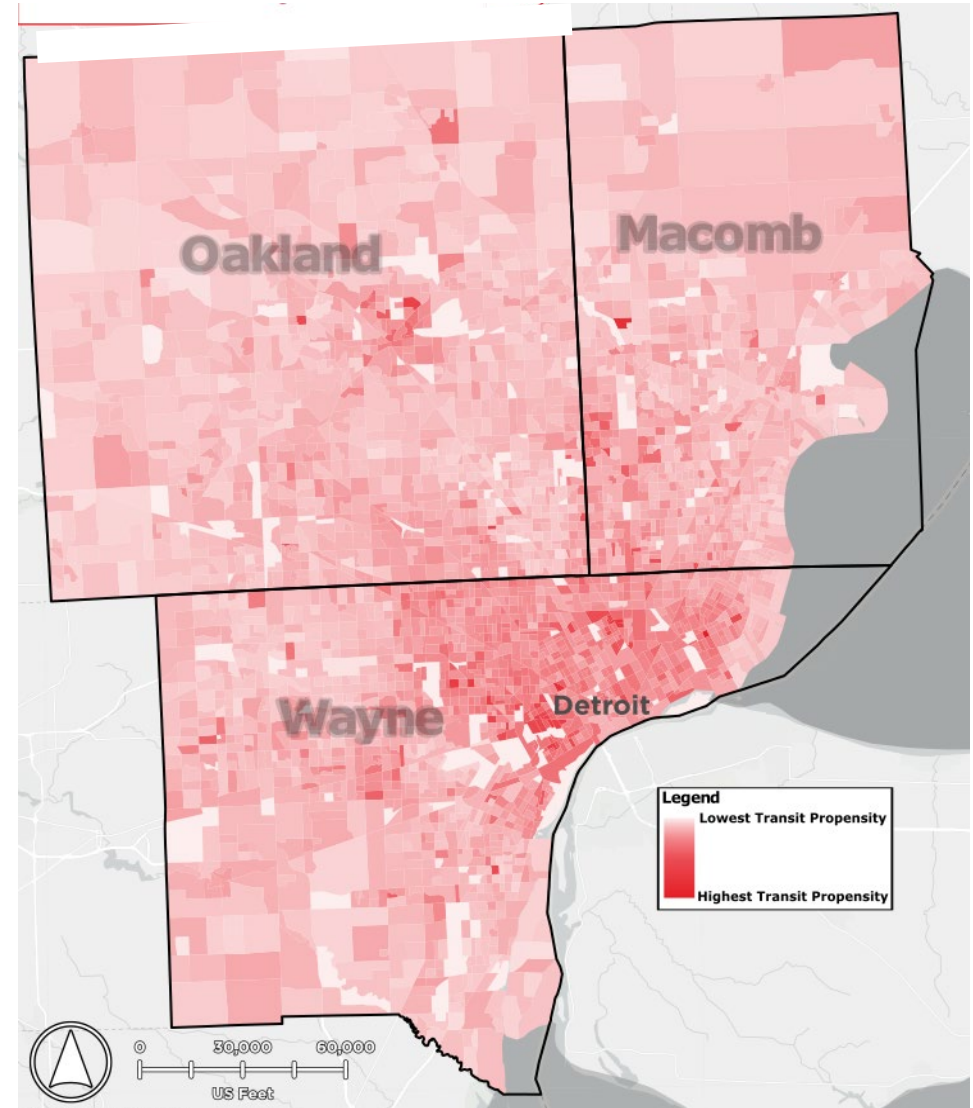 Oakland
Macomb
Wayne
Detroit
Legend
Lowest Transit Propensity
Highest Transit Propensity
0 30,000 60,000
US Feet